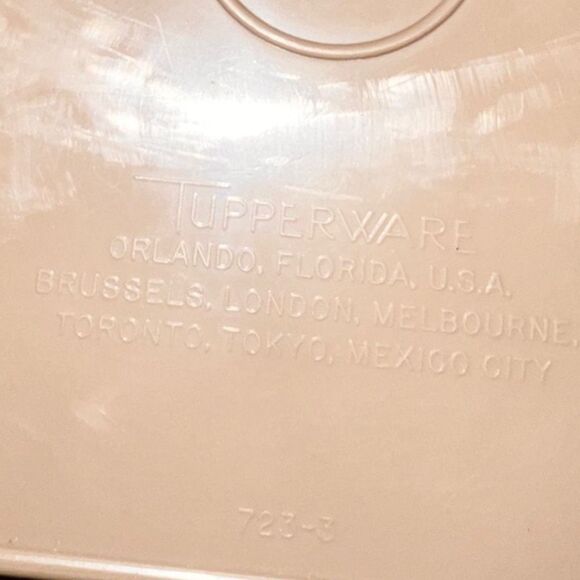 TUPPERWARE
ORLANDO, FLORIDA, U.S.A.
BRUSSELS, LONDON, MELBOURNE,
TORONTO, TOKYO, MEXICO CITY
723-3